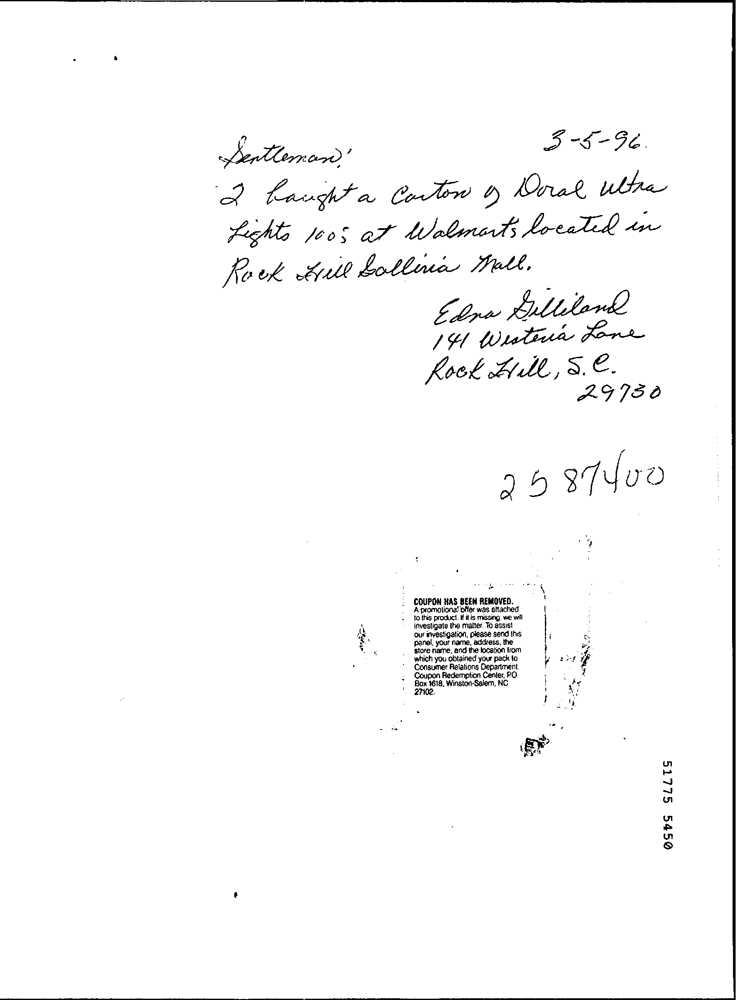 3-5-96.
Gentleman!
I baught a Carton of Doral Ultra
Lights 100's at Walmarts located in
Rock Hill Galliria Mall.
Edna Gilliland
141 Wisteria Lane
Rock Hill, S.C.
29730
2587400
COUPON HAS BEEN REMOVED.
A promotional offer was attached
to this product. If it is missing, we will
investigate the matter. To assist
our investigation, please send this
panel, your name, address, the
store name, and the location from
which you obtained your pack to
Consumer Relations Department
Coupon Redemption Center, P.O.
Box 1618, Winston-Salem, NC
27102.
51775 5450